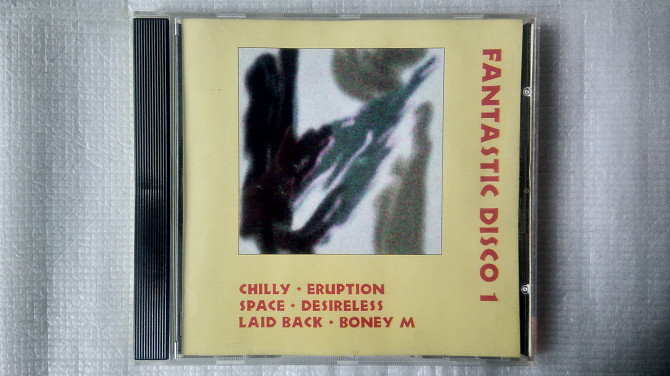 FANTASTIC DISCO 1
CHILLY · ERUPTION
SPACE · DESIRELESS
LAID BACK · BONEY M